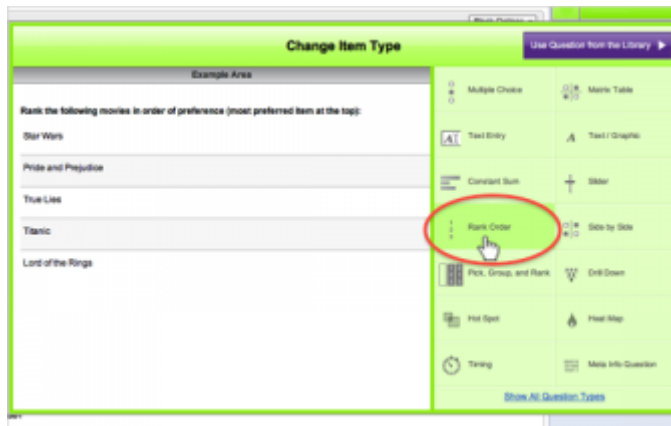 Block Options
Change Item Type
Use Question from the Library
Example Area
Rank the following movies in order of preference (most preferred item at the top):
Star Wars
Pride and Prejudice
True Lies
Titanic
Lord of the Rings
Multiple Choice
Matrix Table
Text Entry
Text / Graphic
Constant Sum
Slider
Rank Order
Side by Side
Pick, Group, and Rank
Drill Down
Hot Spot
Heat Map
Timing
Meta Info Question
Show All Question Types